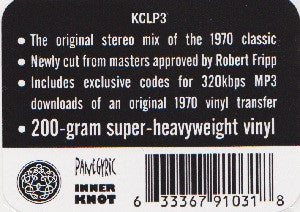 KCLP3
• The original stereo mix of the 1970 classic
• Newly cut from masters approved by Robert Fripp
• Includes exclusive codes for 320kbps MP3
downloads of an original 1970 vinyl transfer
• 200-gram super-heavyweight vinyl
PANEGYRIC
INNER
KNOT
6 33367 91031 8